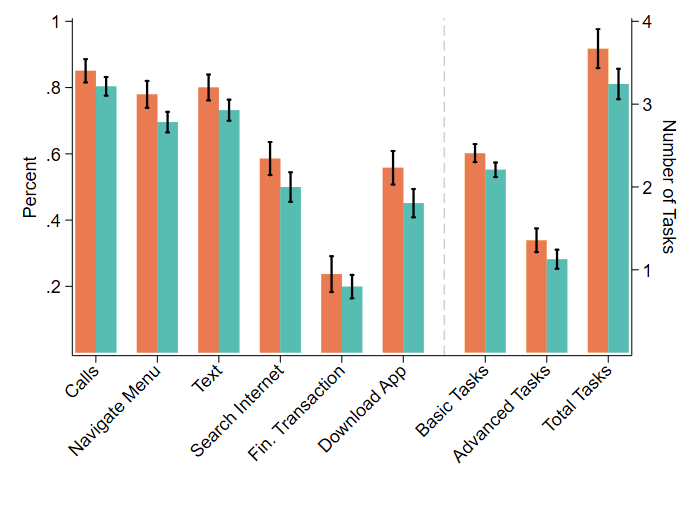 Percent
1
.8
.6
.4
.2
4
3
2
1
Number of Tasks
Calls
Navigate Menu
Text
Search Internet
Fin. Transaction
Download App
Basic Tasks
Advanced Tasks
Total Tasks